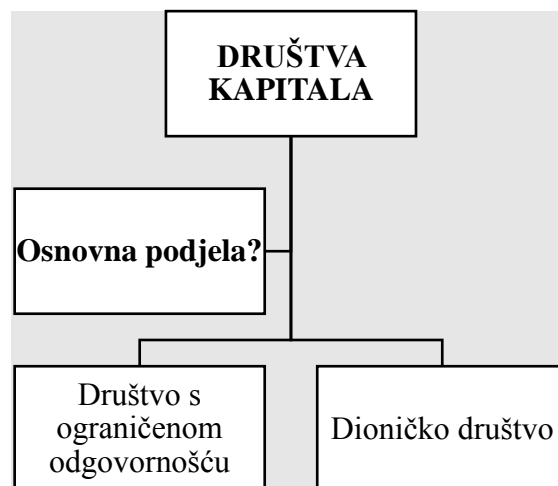 DRUŠTVA
KAPITALA
Osnovna podjela?
Društvo s
ograničenom
odgovornošću
Dioničko društvo